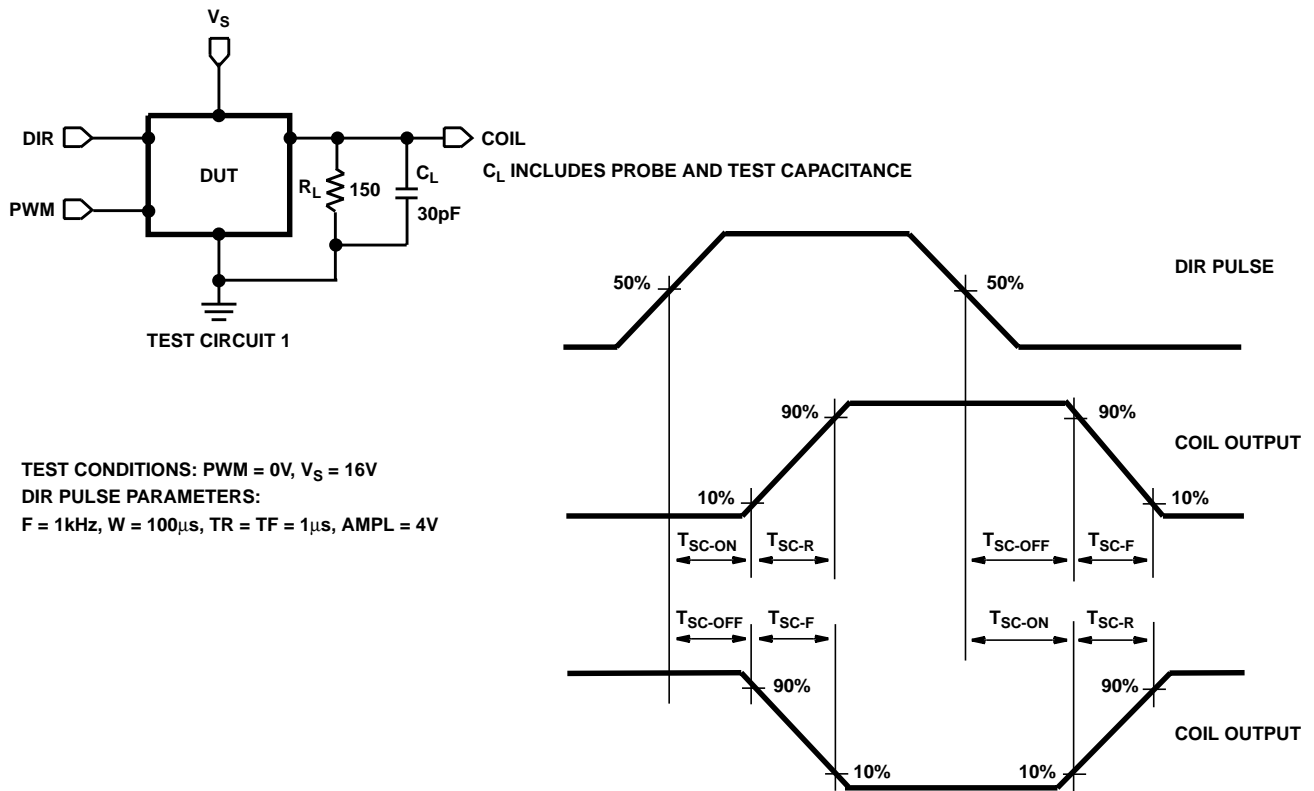 VS
DIR
COIL
DUT
CL INCLUDES PROBE AND TEST CAPACITANCE
RL
150
CL
30pF
PWM
TEST CIRCUIT 1
TEST CONDITIONS: PWM = 0V, VS = 16V
DIR PULSE PARAMETERS:
F = 1kHz, W = 100μs, TR = TF = 1μs, AMPL = 4V
50%
50%
DIR PULSE
90%
90%
COIL OUTPUT
10%
10%
TSC-ON
TSC-R
TSC-OFF
TSC-F
TSC-OFF
TSC-F
TSC-ON
TSC-R
90%
90%
COIL OUTPUT
10%
10%